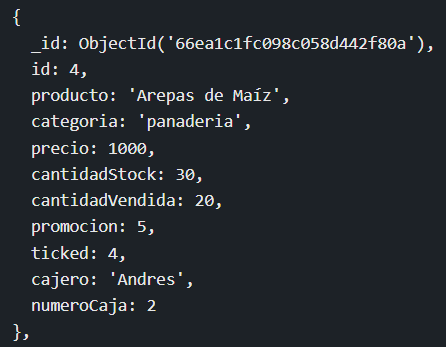 {
_id: ObjectId('66ea1c1fc098c058d442f80a'),
id: 4,
producto: 'Arepas de Maíz',
categoria: 'panaderia',
precio: 1000,
cantidadStock: 30,
cantidadVendida: 20,
promocion: 5,
ticked: 4,
cajero: 'Andres',
numeroCaja: 2
},